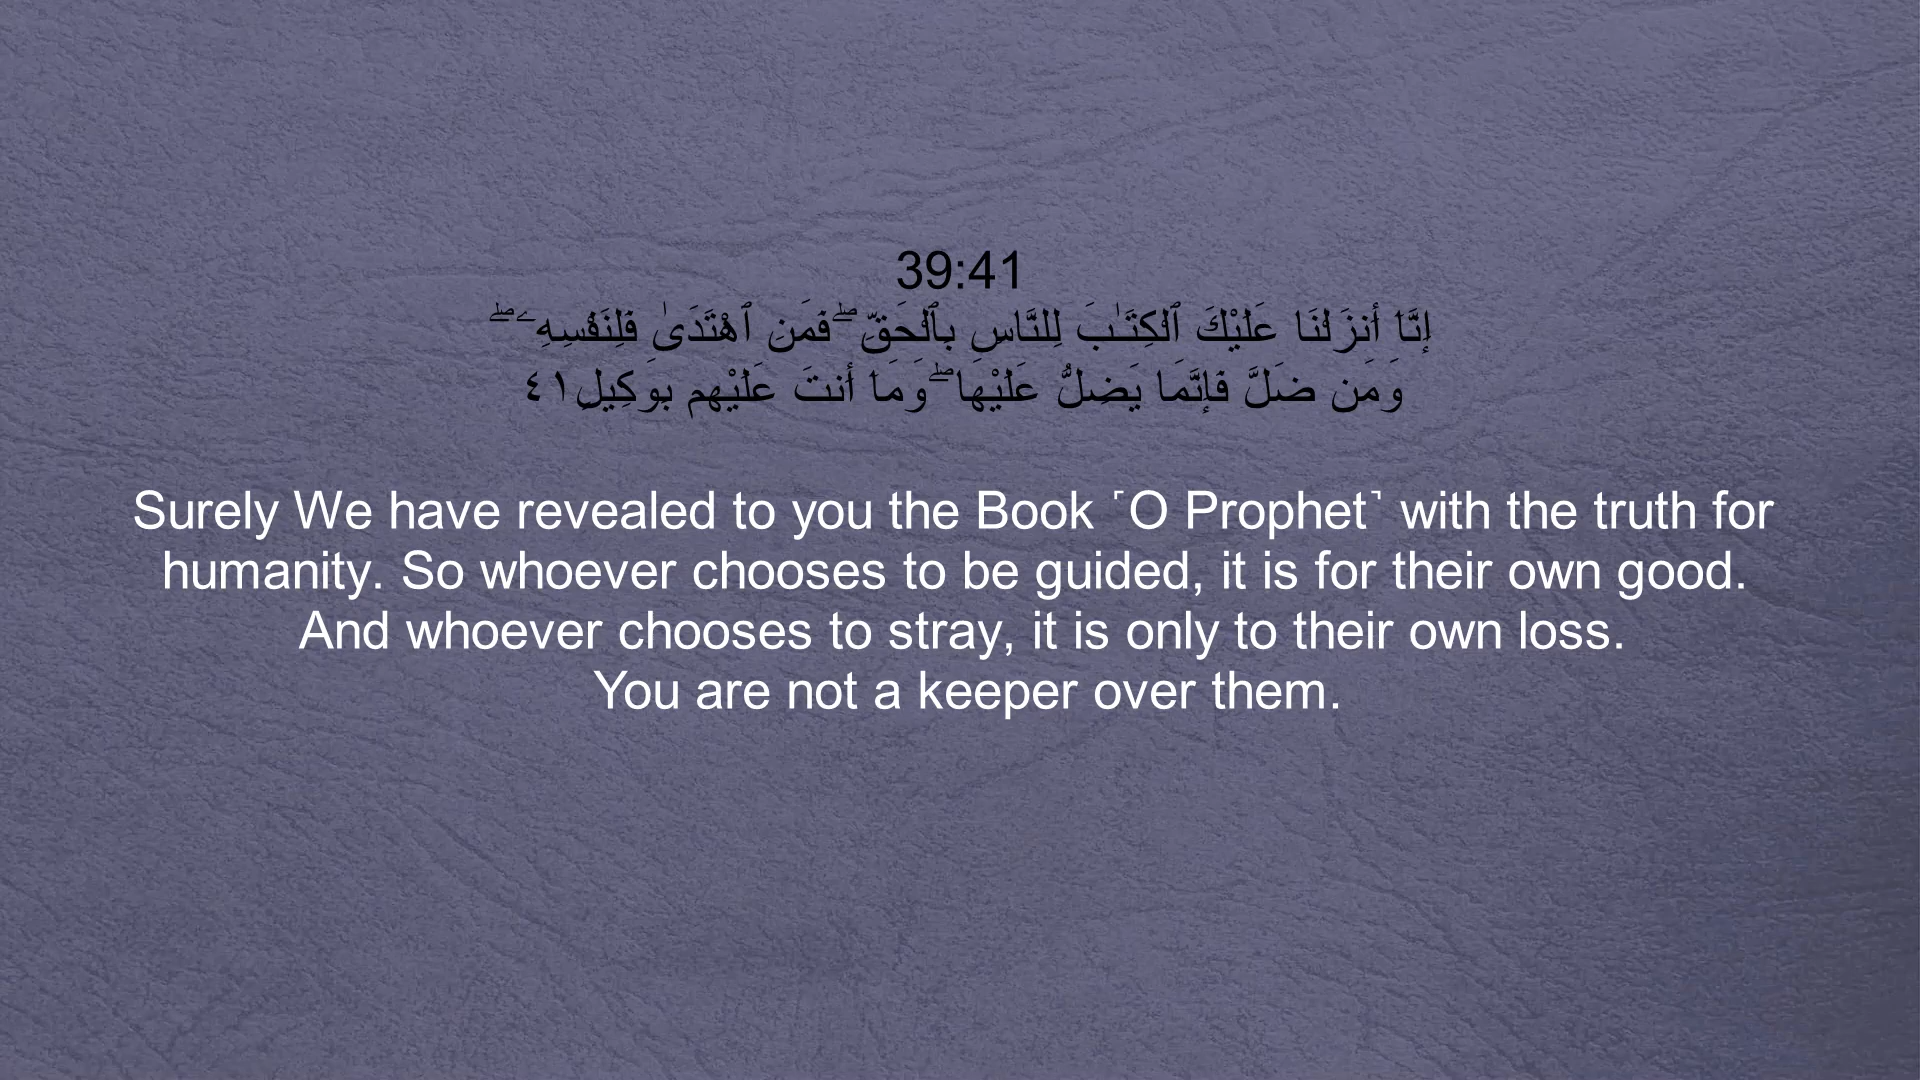 39:41
إِنَّآ أَنزَلْنَا عَلَيْكَ ٱلْكِتَـٰبَ لِلنَّاسِ بِٱلْحَقِّ ۖ فَمَنِ ٱهْتَدَىٰ فَلِنَفْسِهِۦ ۖ
وَمَن ضَلَّ فَإِنَّمَا يَضِلُّ عَلَيْهَا ۖ وَمَآ أَنتَ عَلَيْهِم بِوَكِيلٍ ٤١
Surely We have revealed to you the Book ˹O Prophet˺ with the truth for
humanity. So whoever chooses to be guided, it is for their own good.
And whoever chooses to stray, it is only to their own loss.
You are not a keeper over them.